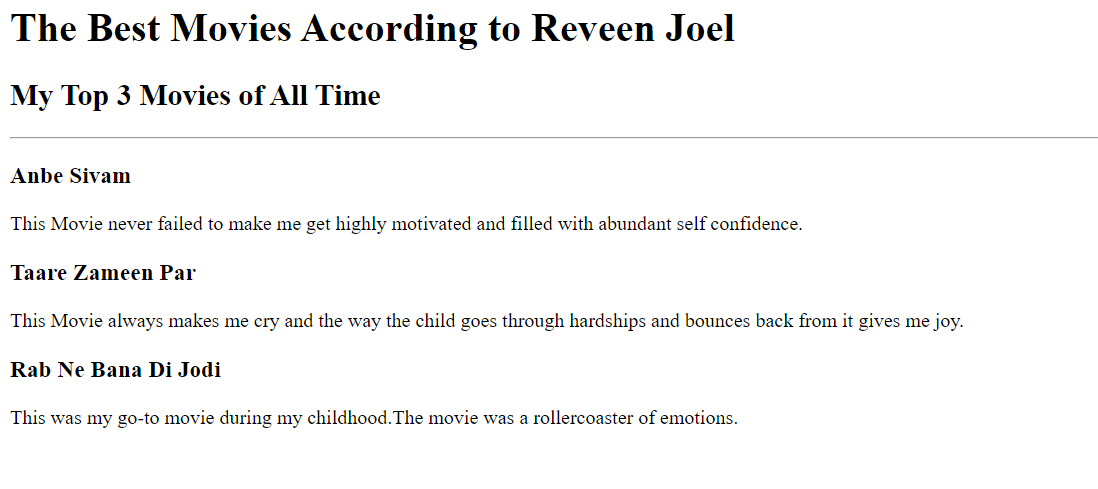 The Best Movies According to Reveen Joel
My Top 3 Movies of All Time
Anbe Sivam
This Movie never failed to make me get highly motivated and filled with abundant self confidence.
Taare Zameen Par
This Movie always makes me cry and the way the child goes through hardships and bounces back from it gives me joy.
Rab Ne Bana Di Jodi
This was my go-to movie during my childhood.The movie was a rollercoaster of emotions.